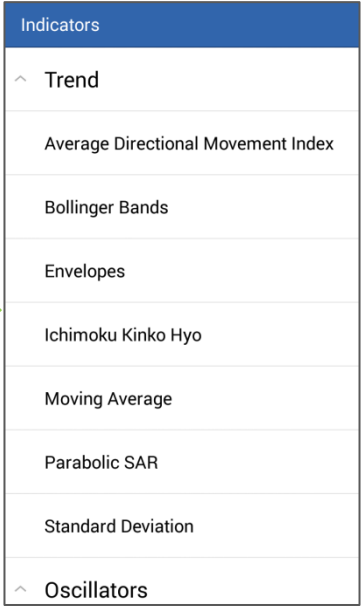 Indicators
Trend
Average Directional Movement Index
Bollinger Bands
Envelopes
Ichimoku Kinko Hyo
Moving Average
Parabolic SAR
Standard Deviation
Oscillators